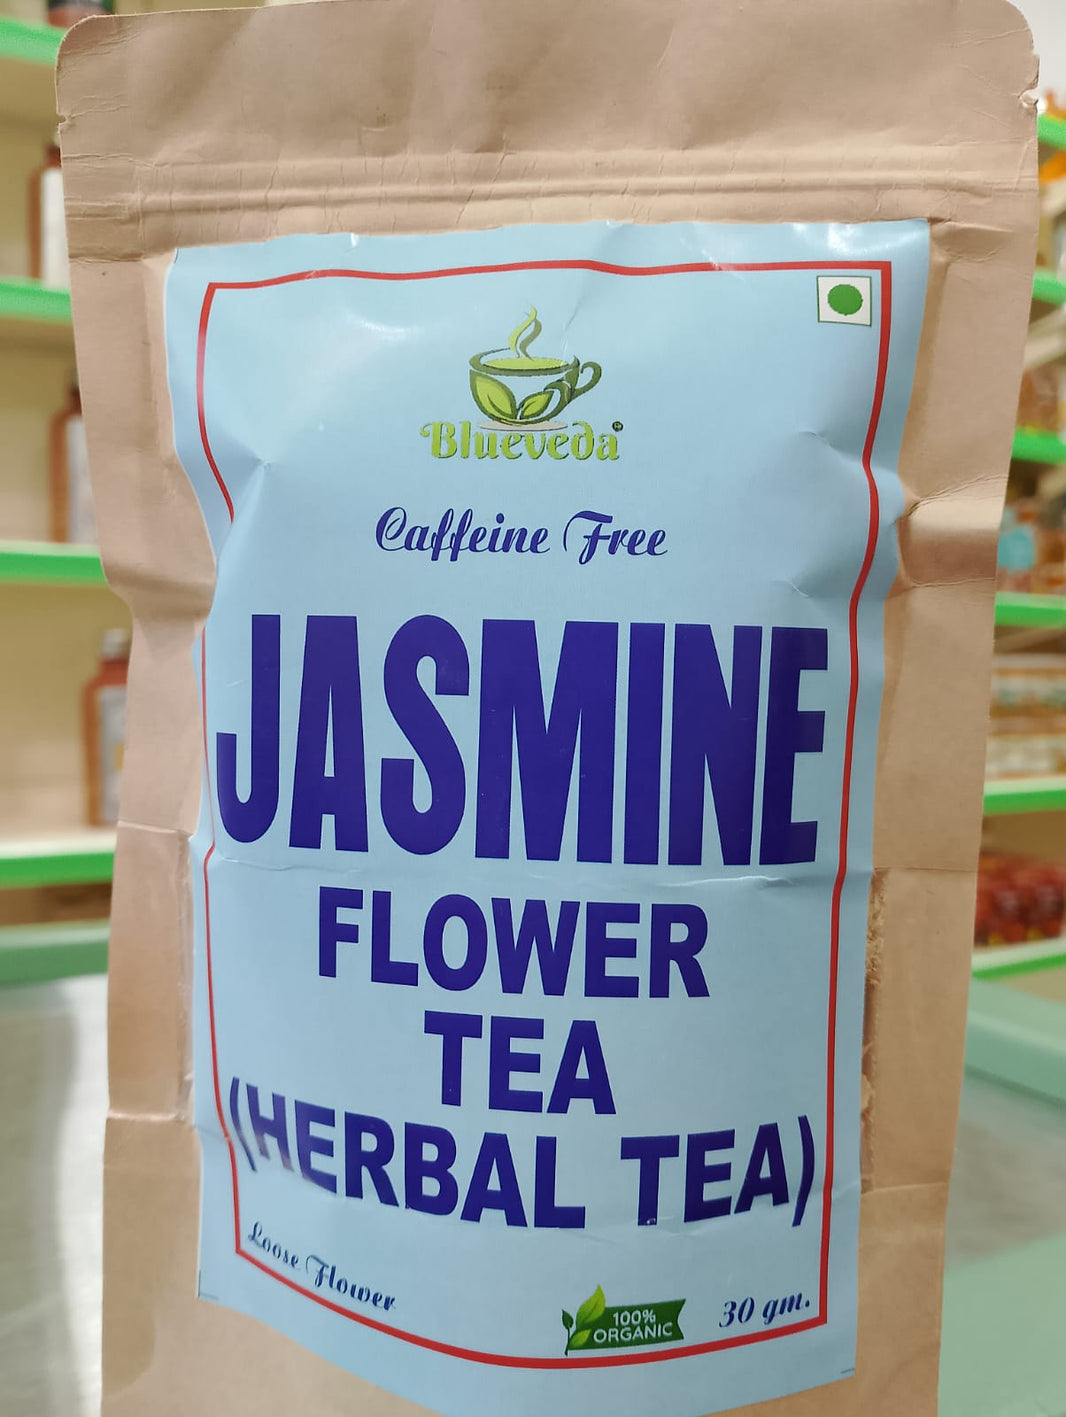 Blueveda
Caffeine Free
JASMINE
FLOWER
TEA
(HERBAL TEA)
Loose Flower
100%
ORGANIC
30 gm.